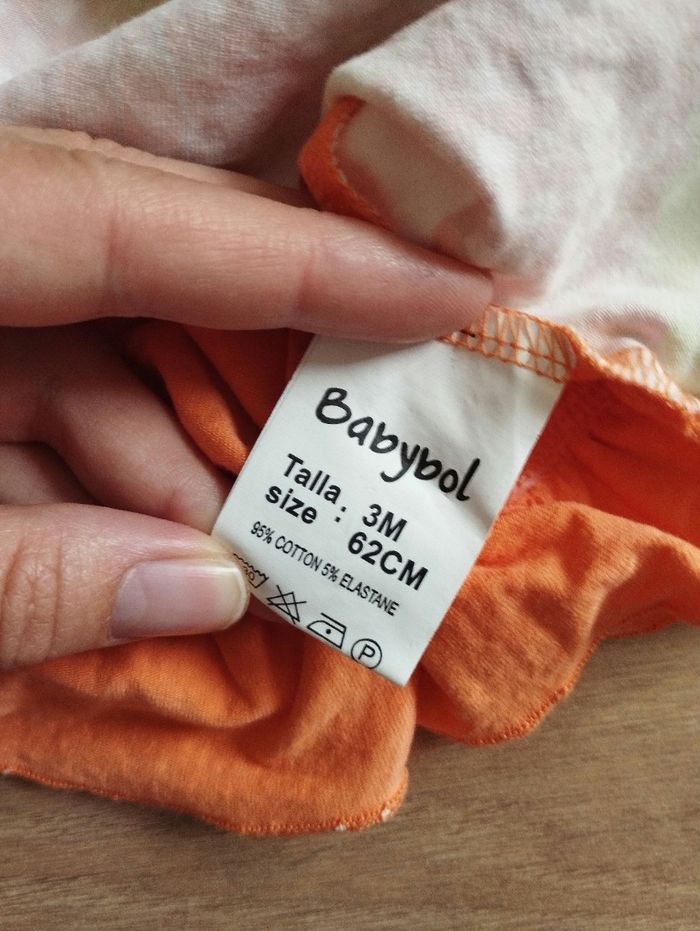 Babybol
Talla : 3M
size 62CM
95% COTTON 5% ELASTANE
P